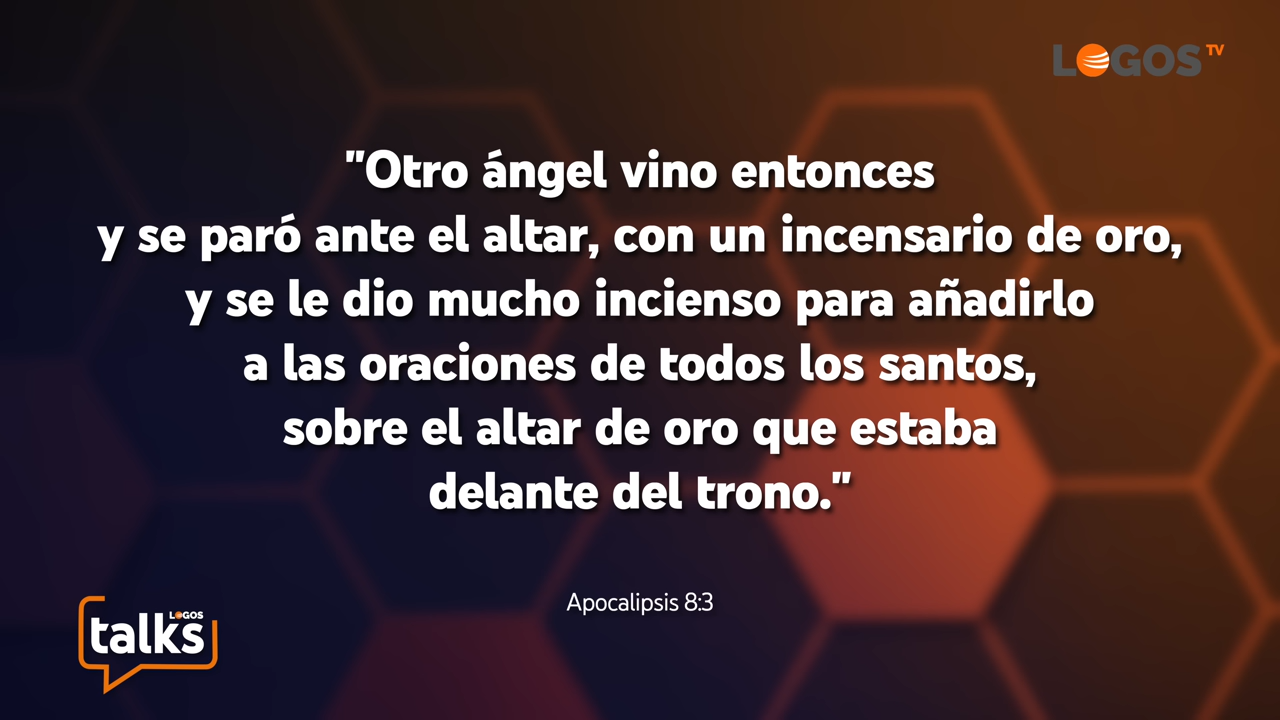 LOGOS TV
"Otro ángel vino entonces
y se paró ante el altar, con un incensario de oro,
y se le dio mucho incienso para añadirlo
a las oraciones de todos los santos,
sobre el altar de oro que estaba
delante del trono."
Apocalipsis 8:3
LOGOS
talks